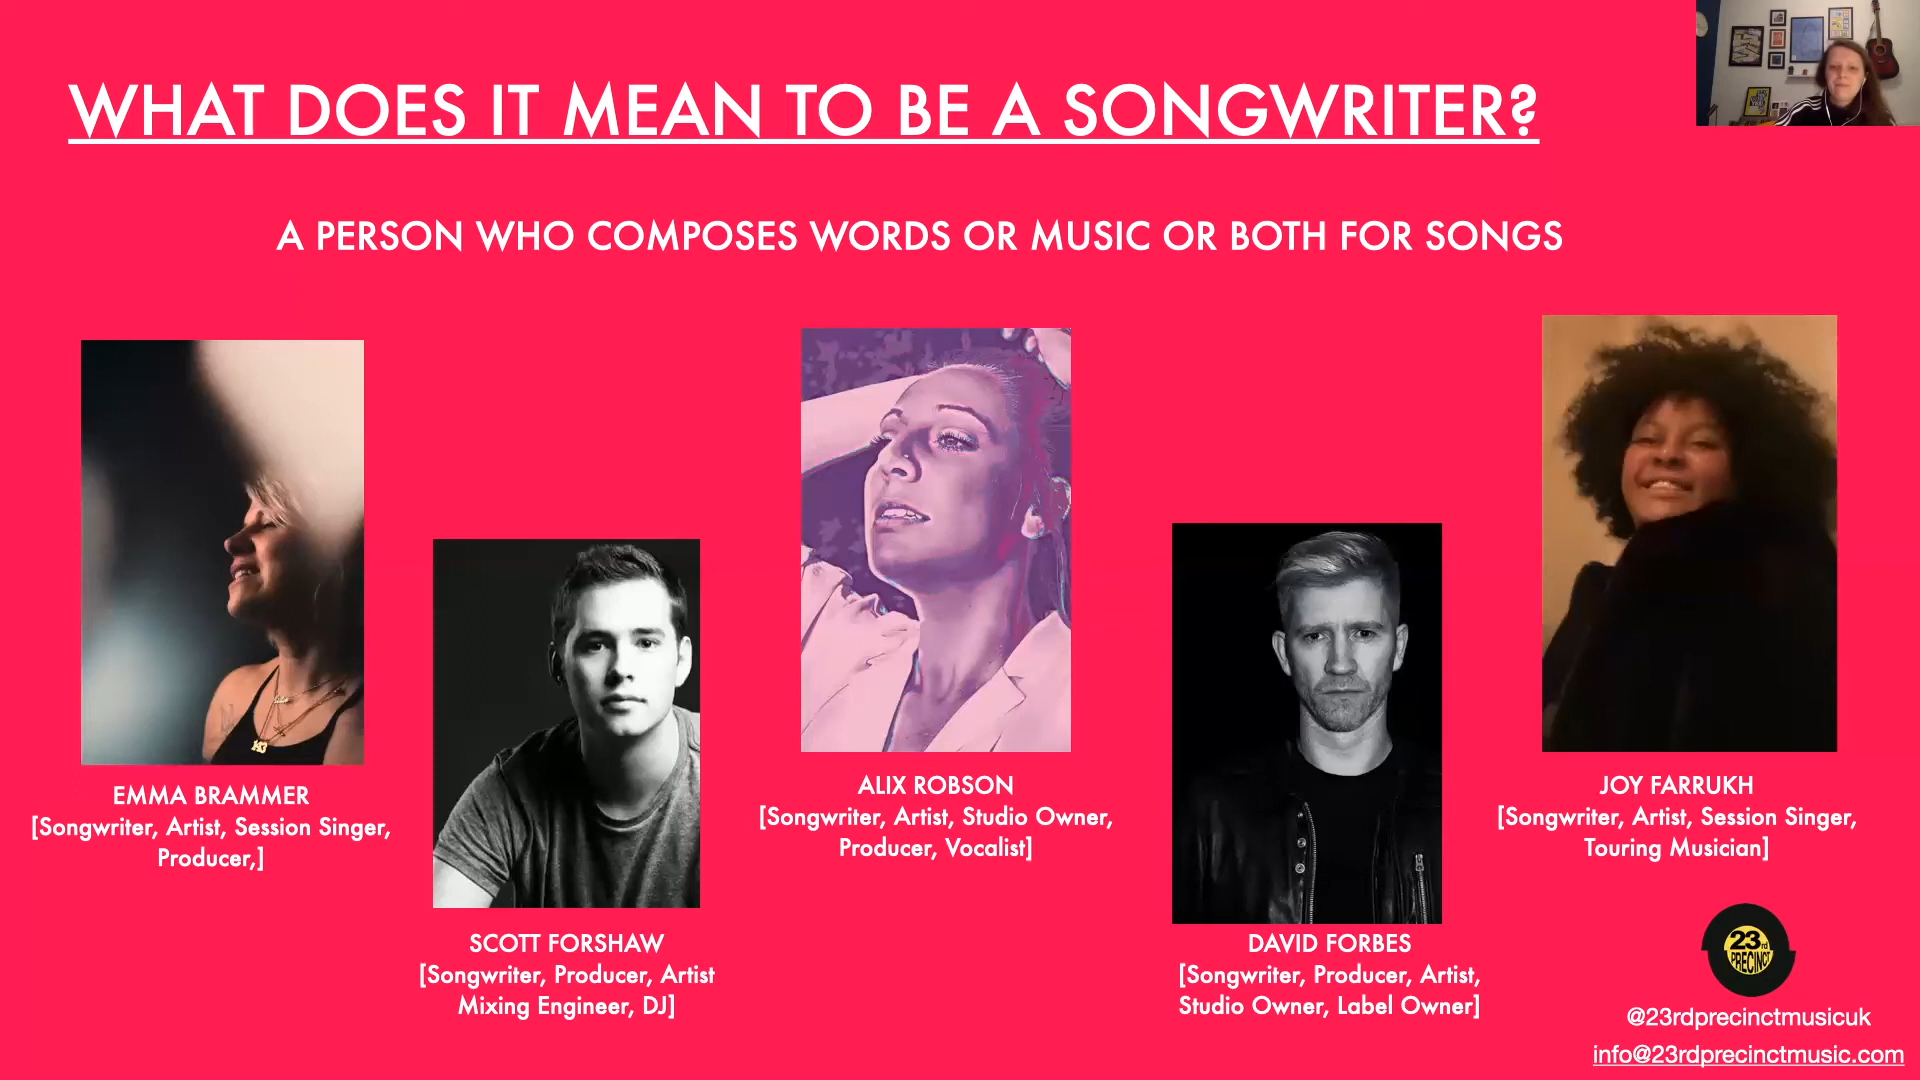 WHAT DOES IT MEAN TO BE A SONGWRITER?
A PERSON WHO COMPOSES WORDS OR MUSIC OR BOTH FOR SONGS
EMMA BRAMMER
[Songwriter, Artist, Session Singer,
Producer,]
SCOTT FORSHAW
[Songwriter, Producer, Artist
Mixing Engineer, DJ]
ALIX ROBSON
[Songwriter, Artist, Studio Owner,
Producer, Vocalist]
DAVID FORBES
[Songwriter, Producer, Artist,
Studio Owner, Label Owner]
JOY FARRUKH
[Songwriter, Artist, Session Singer,
Touring Musician]
23rd
PRECINCT
@23rdprecinctmusicuk
info@23rdprecinctmusic.com